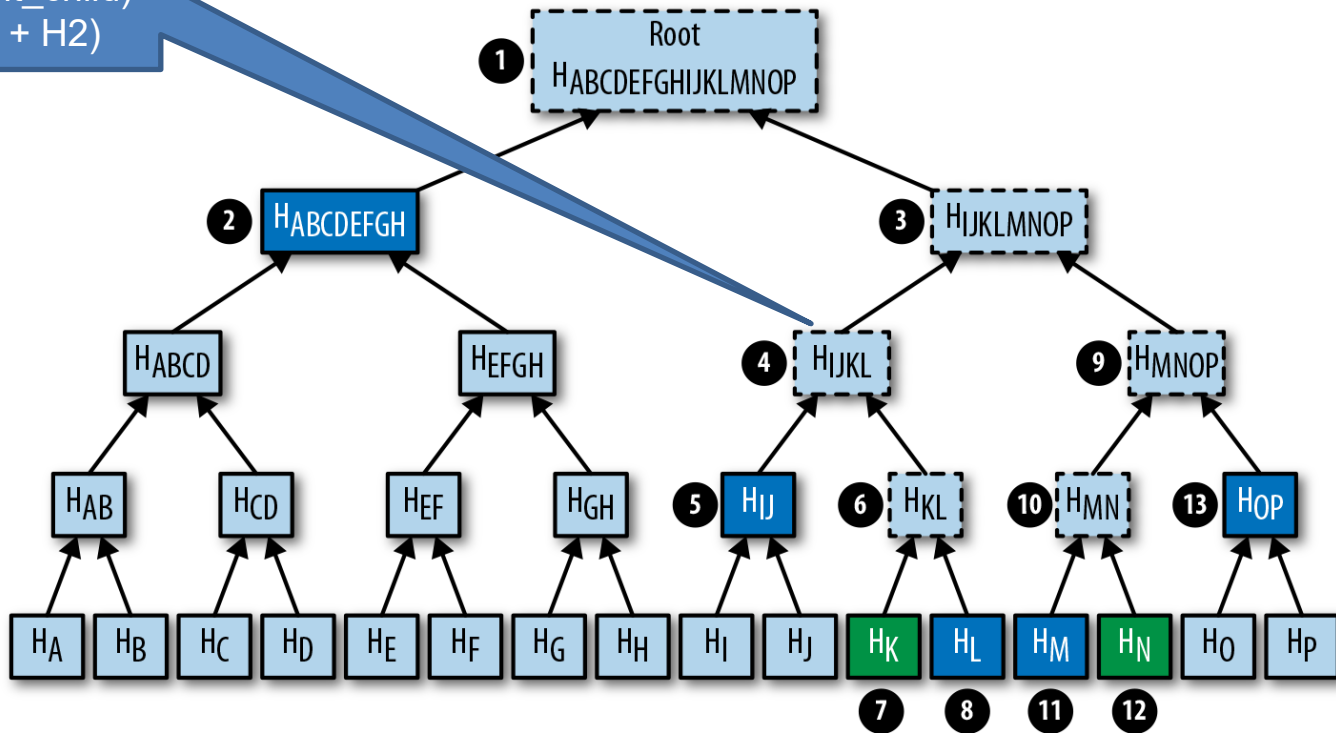 + H2)
Root
1
HABCDEFGHIJKLMNOP
2
HABCDEFGH
3
HIJKLMNOP
HABCD
HEFGH
4
HIJKL
9
HMNOP
HAB
HCD
HEF
HGH
5
HIJ
6
HKL
10
HMN
13
HOP
HA
HB
HC
HD
HE
HF
HG
HH
HI
HJ
HK
HL
HM
HN
HO
HP
7
8
11
12